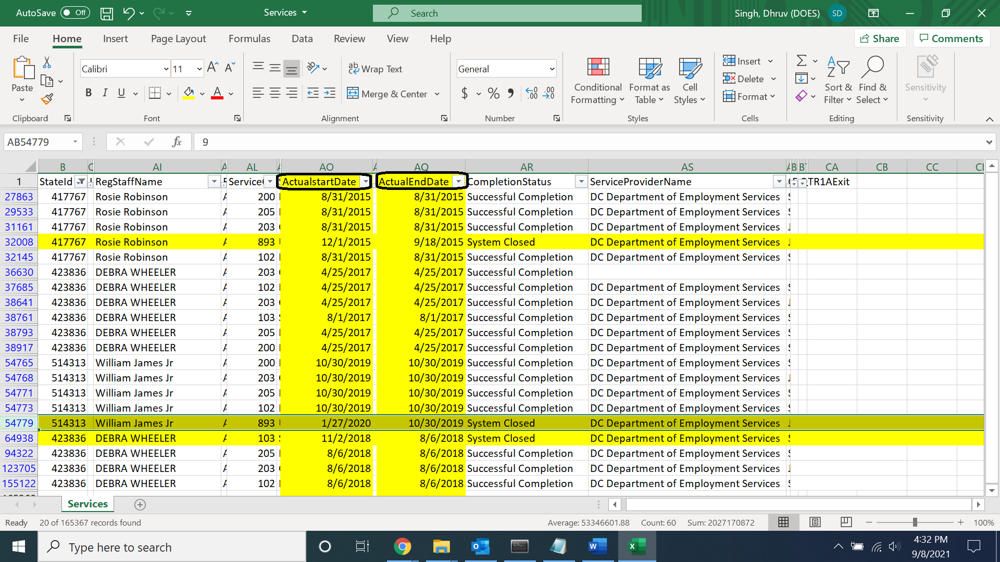 AutoSave Off Services Search Singh, Dhruv (DOES) SD
File Home Insert Page Layout Formulas Data Review View Help Share Comments
Calibri 11 ab Wrap Text General Insert
Paste B I U Merge & Center $ % Conditional Formatting Format as Table Cell Styles Delete Format Sort & Filter Find & Select Sensitivity
Clipboard Font Alignment Number Styles Cells Editing Sensitivity
AB54779 fx 9
B AI AL AO AQ AR AS CA CB CC
1 StateId RegStaffName Service ActualstartDate ActualEndDate CompletionStatus ServiceProviderName QTR1AExit
27863 417767 Rosie Robinson A 200 8/31/2015 8/31/2015 Successful Completion DC Department of Employment Services
29533 417767 Rosie Robinson A 205 8/31/2015 8/31/2015 Successful Completion DC Department of Employment Services
31161 417767 Rosie Robinson A 203 8/31/2015 8/31/2015 Successful Completion DC Department of Employment Services
32008 417767 Rosie Robinson A 893 12/1/2015 9/18/2015 System Closed DC Department of Employment Services
32145 417767 Rosie Robinson A 102 8/31/2015 8/31/2015 Successful Completion DC Department of Employment Services
36630 423836 DEBRA WHEELER A 203 4/25/2017 4/25/2017 Successful Completion
37685 423836 DEBRA WHEELER A 102 4/25/2017 4/25/2017 Successful Completion DC Department of Employment Services
38641 423836 DEBRA WHEELER A 203 4/25/2017 4/25/2017 Successful Completion DC Department of Employment Services
38761 423836 DEBRA WHEELER A 103 8/1/2017 8/1/2017 Successful Completion DC Department of Employment Services
38793 423836 DEBRA WHEELER A 205 4/25/2017 4/25/2017 Successful Completion DC Department of Employment Services
38917 423836 DEBRA WHEELER A 200 4/25/2017 4/25/2017 Successful Completion DC Department of Employment Services
54765 514313 William James Jr A 200 10/30/2019 10/30/2019 Successful Completion DC Department of Employment Services
54768 514313 William James Jr A 203 10/30/2019 10/30/2019 Successful Completion DC Department of Employment Services
54771 514313 William James Jr A 205 10/30/2019 10/30/2019 Successful Completion DC Department of Employment Services
54773 514313 William James Jr A 102 10/30/2019 10/30/2019 Successful Completion DC Department of Employment Services
54779 514313 William James Jr A 893 1/27/2020 10/30/2019 System Closed DC Department of Employment Services
64938 423836 DEBRA WHEELER A 103 11/2/2018 8/6/2018 System Closed DC Department of Employment Services
94322 423836 DEBRA WHEELER A 205 8/6/2018 8/6/2018 Successful Completion DC Department of Employment Services
123705 423836 DEBRA WHEELER A 203 8/6/2018 8/6/2018 Successful Completion DC Department of Employment Services
155122 423836 DEBRA WHEELER A 102 8/6/2018 8/6/2018 Successful Completion DC Department of Employment Services
Services
Ready 20 of 165367 records found Average: 53346601.88 Count: 60 Sum: 2027170872 100%
Type here to search 4:32 PM
9/8/2021